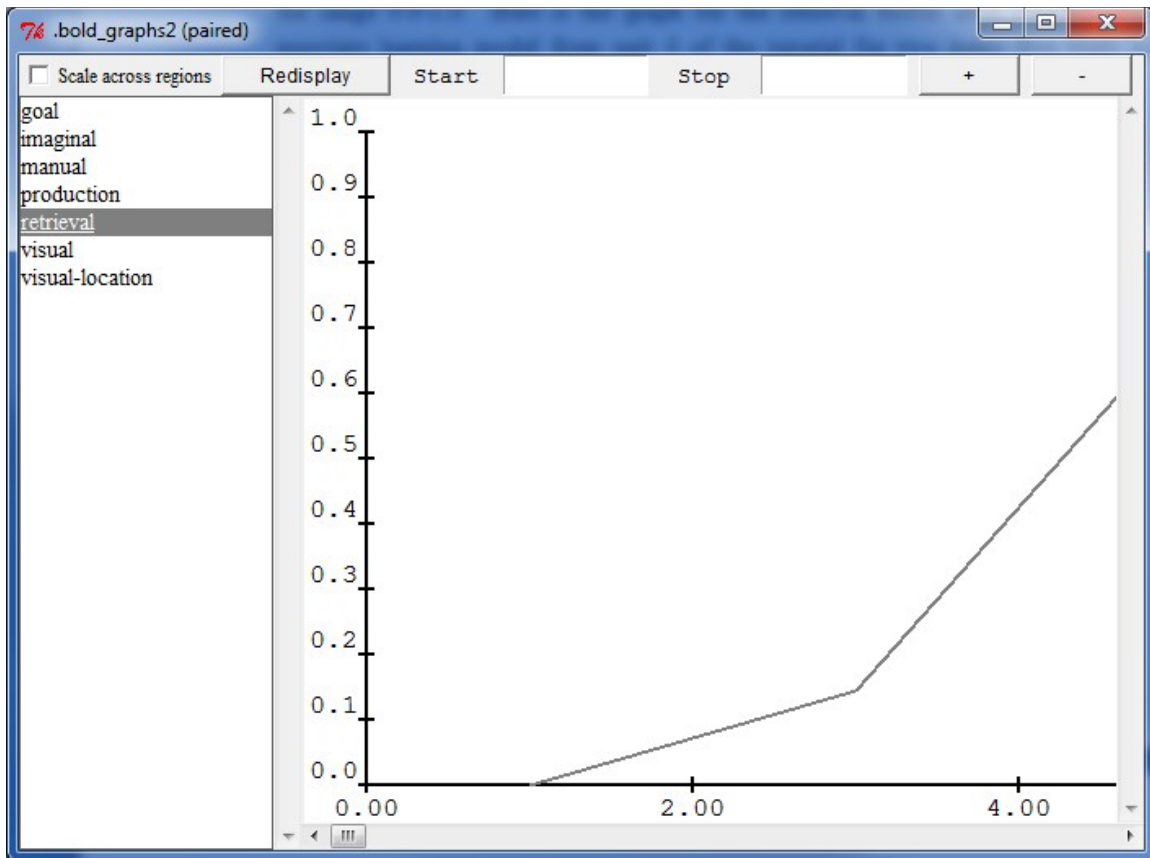 .bold_graphs2 (paired)
Scale across regions Redisplay Start Stop + -
goal
imaginal
manual
production
retrieval
visual
visual-location
1.0
0.9
0.8
0.7
0.6
0.5
0.4
0.3
0.2
0.1
0.0
0.00 2.00 4.00